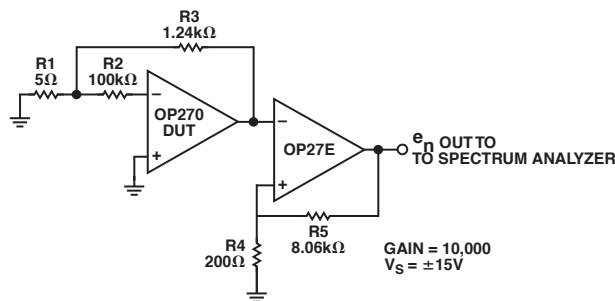 R3
1.24kΩ
R1
5Ω
R2
100kΩ
−
OP270
DUT
+
−
OP27E
+
en OUT TO
TO SPECTRUM ANALYZER
R5
8.06kΩ
R4
200Ω
GAIN = 10,000
VS = ±15V